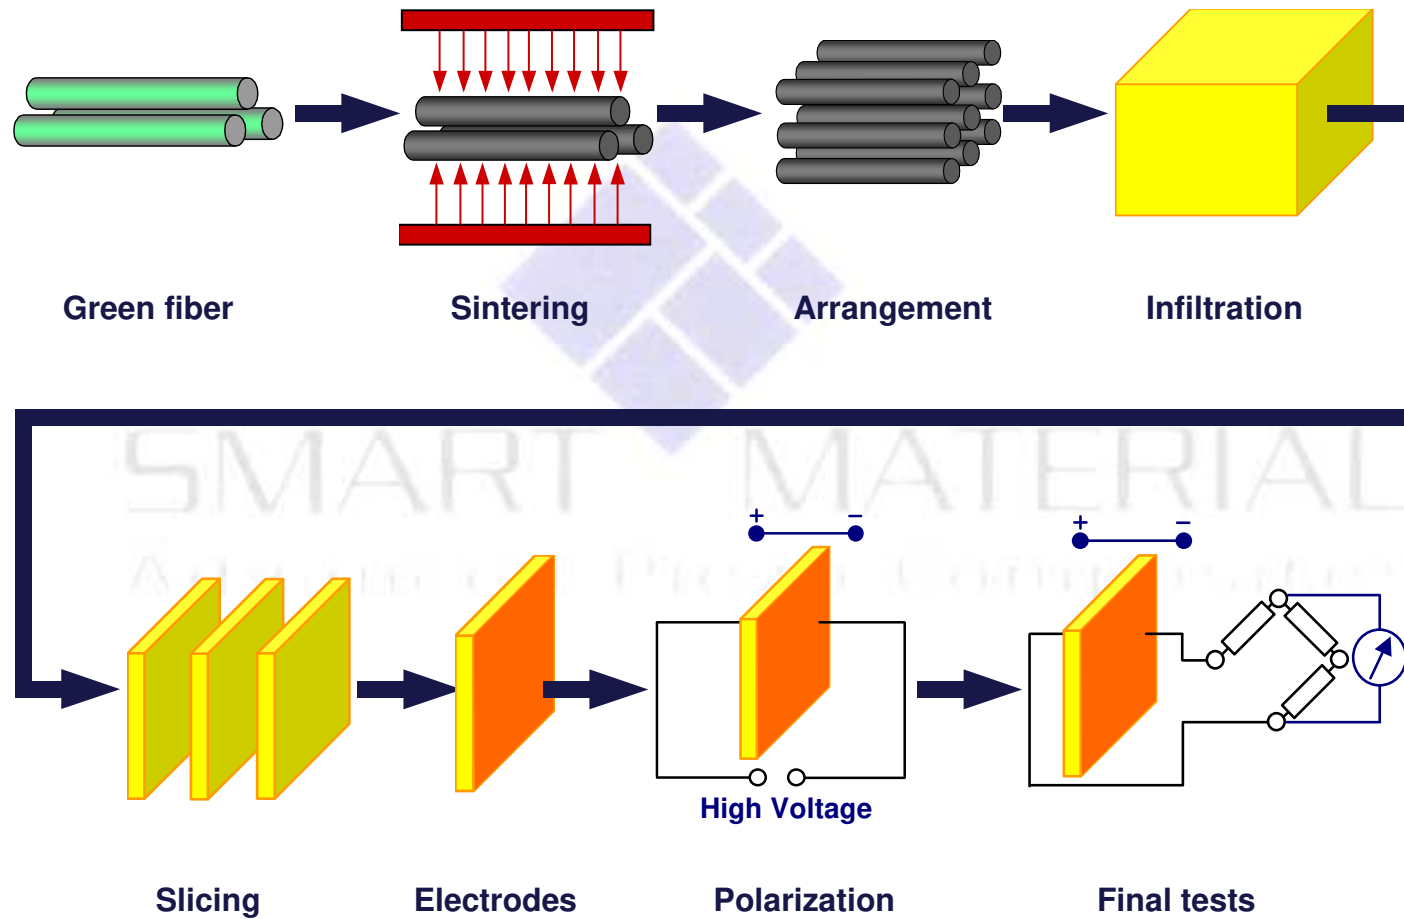 Green fiber
Sintering
Arrangement
Infiltration
SMART MATERIAL
+ −
+ −
High Voltage
Slicing
Electrodes
Polarization
Final tests